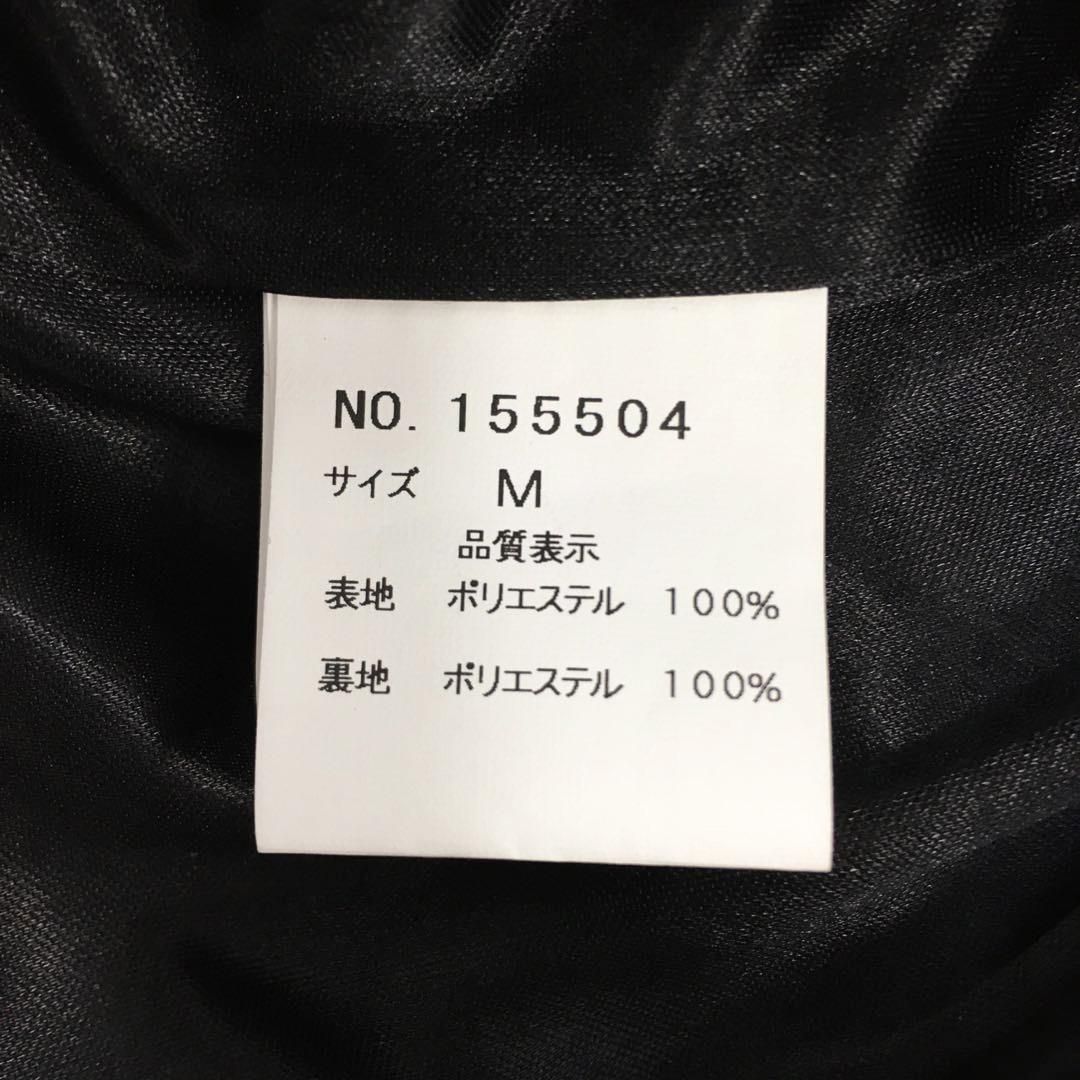 NO. 155504
サイズ M
品質表示
表地 ポリエステル 100%
裏地 ポリエステル 100%